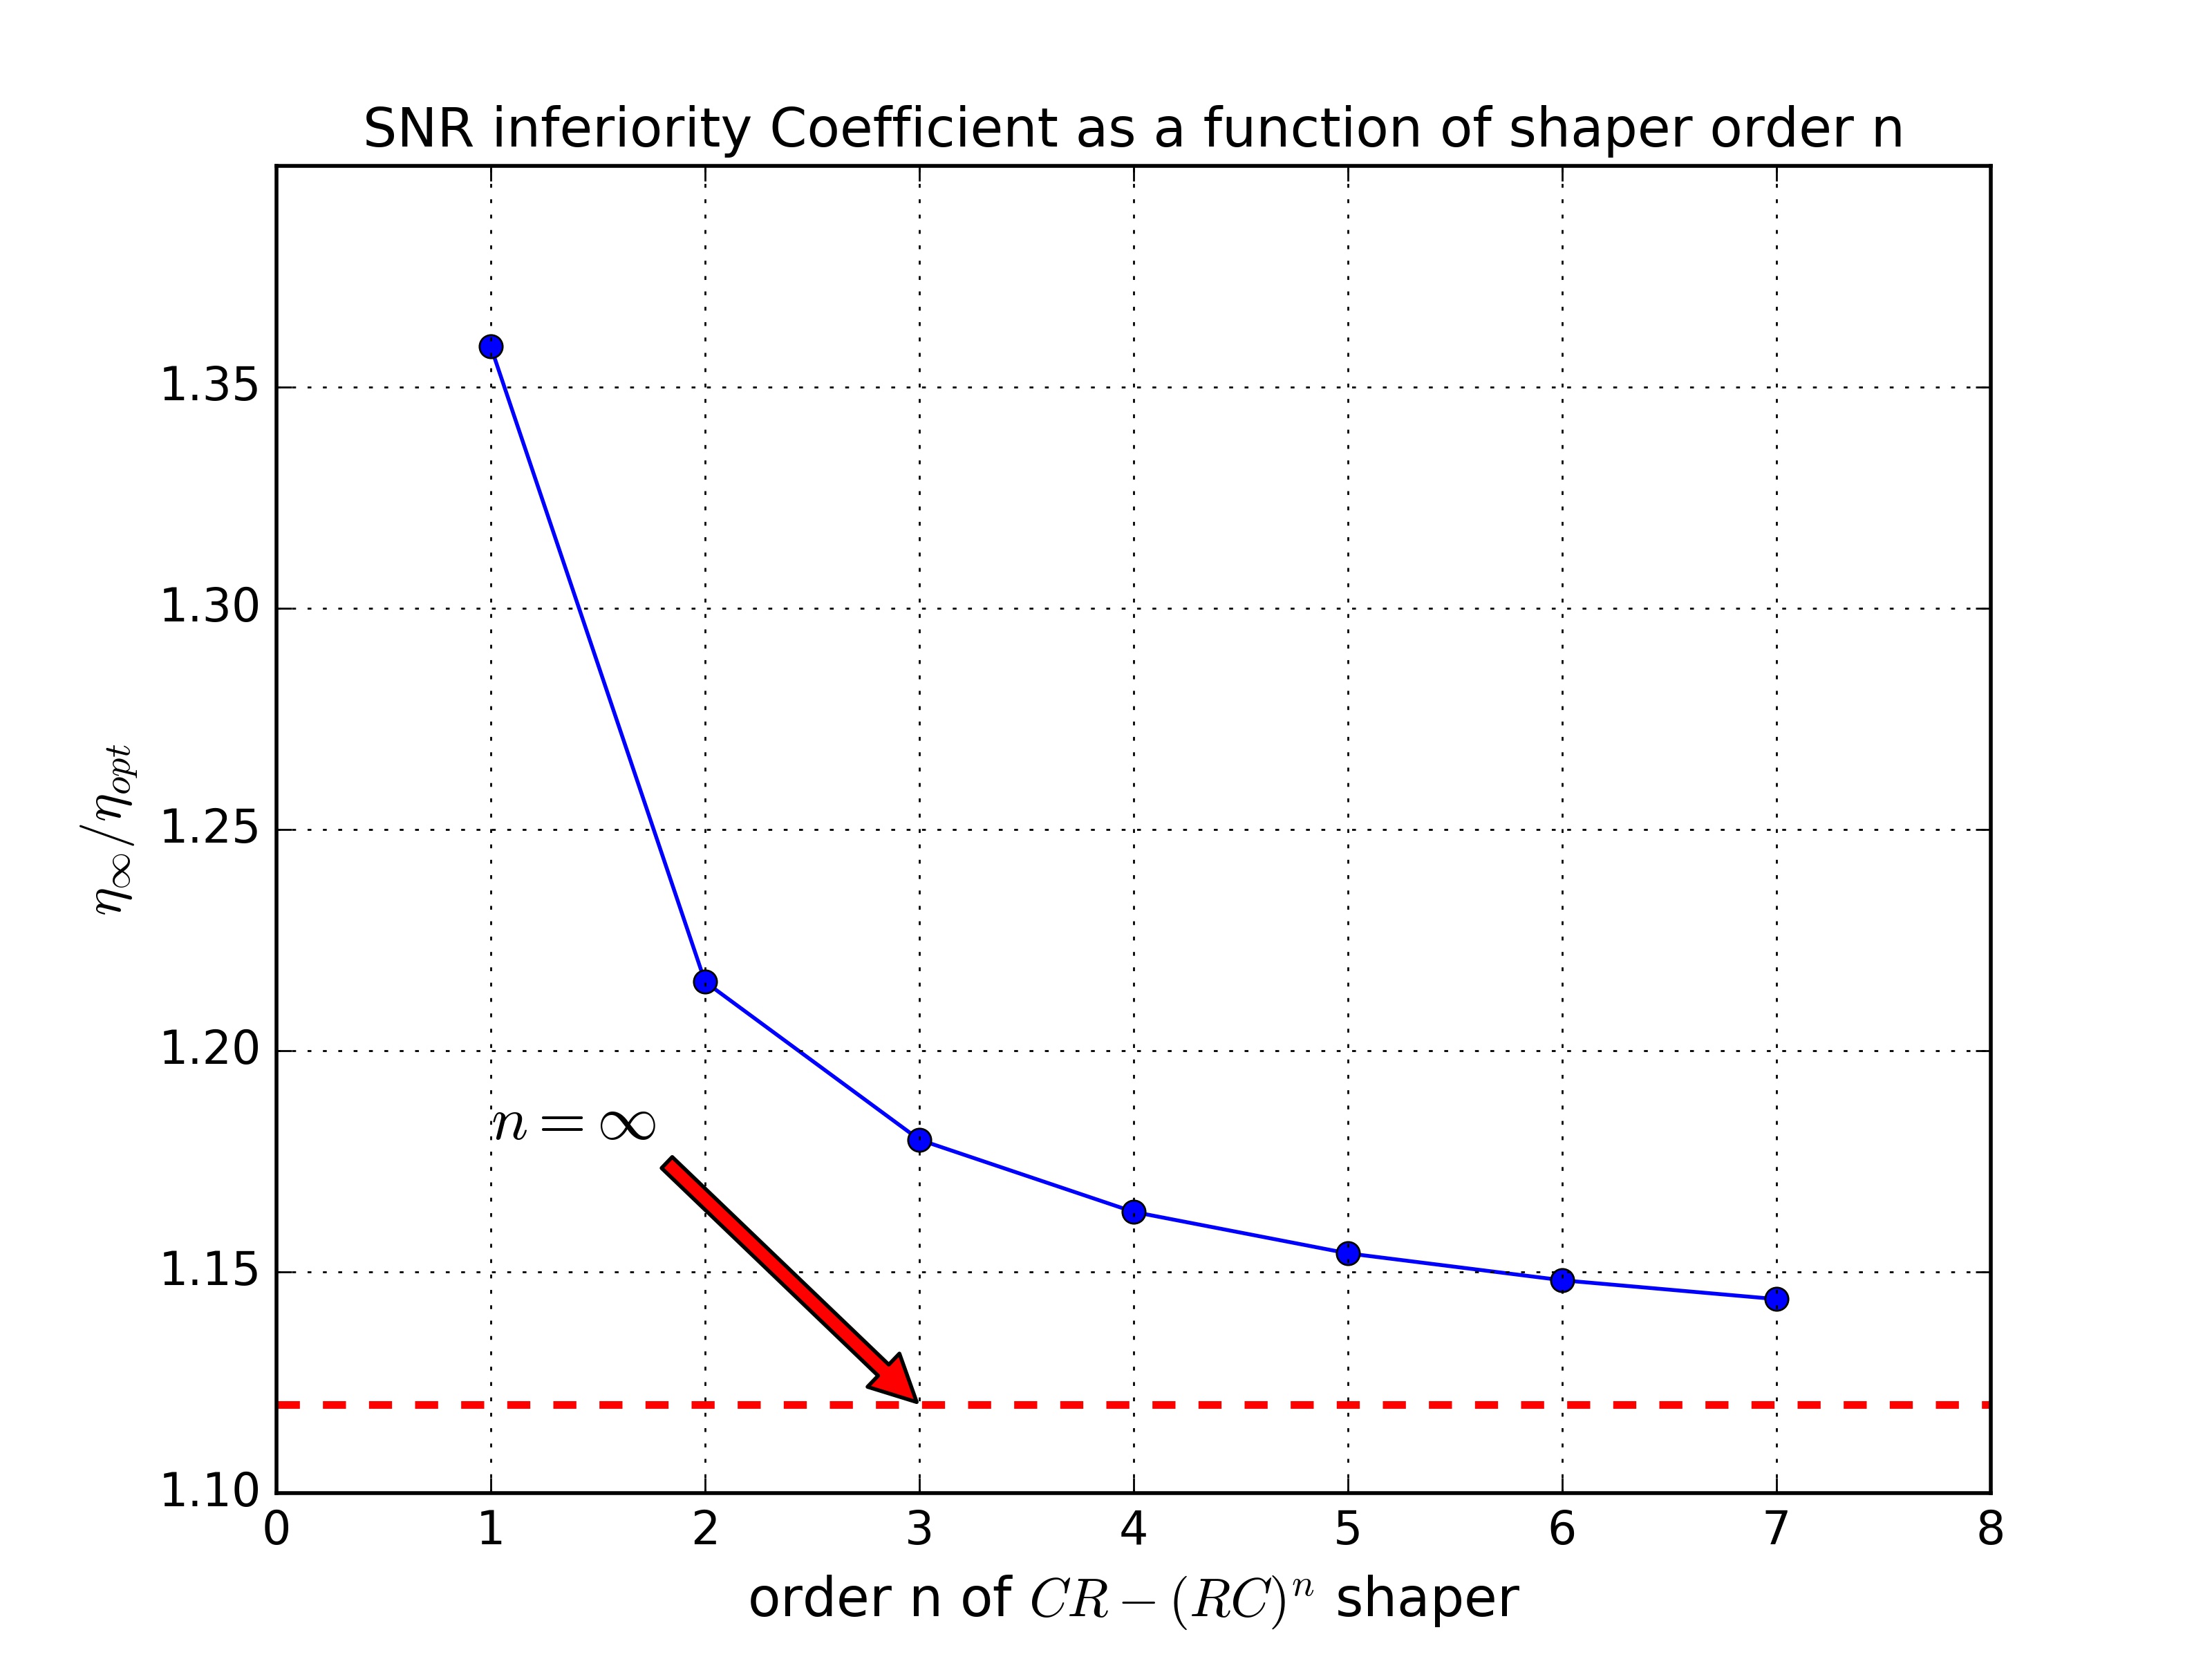 SNR inferiority Coefficient as a function of shaper order n
η∞/ηopt
1.35
1.30
1.25
1.20
1.15
1.10
n = ∞
0 1 2 3 4 5 6 7 8
order n of CR − (RC)ⁿ shaper